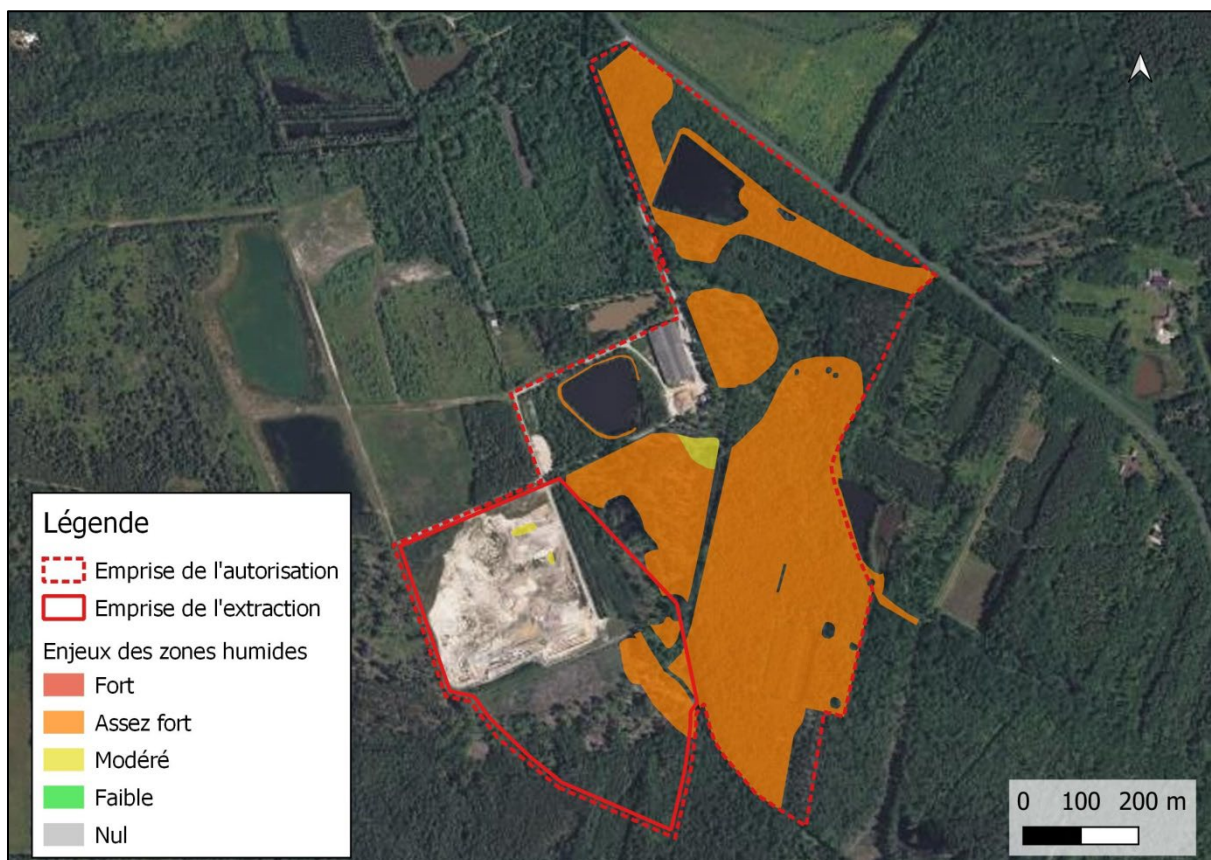 Légende
Emprise de l'autorisation
Emprise de l'extraction
Enjeux des zones humides
Fort
Assez fort
Modéré
Faible
Nul
0 100 200 m